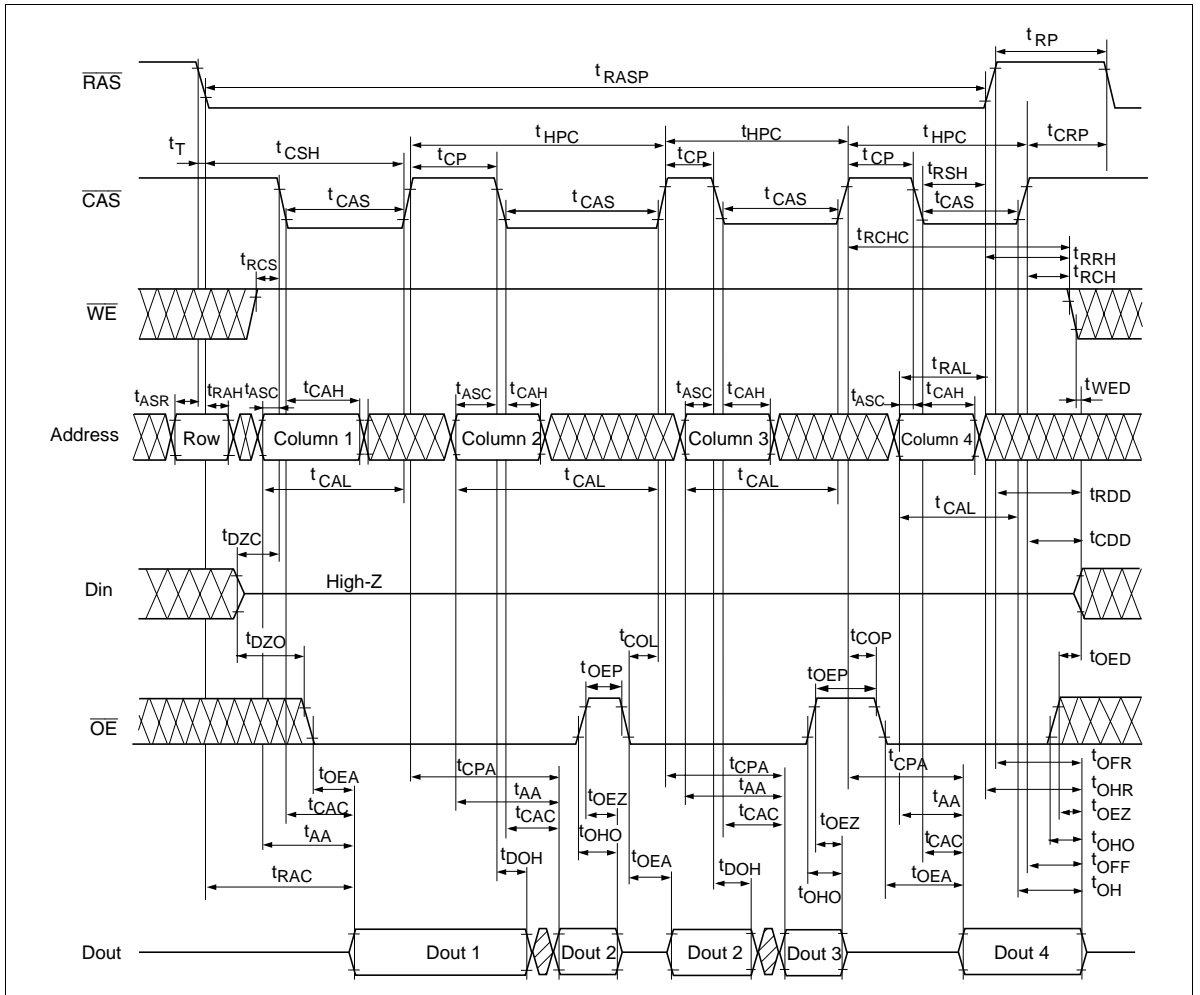 tRP
RAS
tRASP
tT
tCSH
tHPC
tHPC
tHPC
tCRP
tCP
tCP
tCP
tRSH
CAS
tCAS
tCAS
tCAS
tCAS
tRCHC
tRCS
tRRH
tRCH
WE
tRAL
tASR
tRAH
tASC
tCAH
tASC
tCAH
tASC
tCAH
tASC
tCAH
tWED
Address
Row
Column 1
Column 2
Column 3
Column 4
tCAL
tCAL
tCAL
tCAL
tRDD
tDZC
tCDD
Din
High-Z
tDZO
tCOL
tCOP
tOED
tOEP
tOEP
OE
tOEA
tCPA
tCPA
tCPA
tOFR
tCAC
tAA
tOEZ
tAA
tAA
tOHR
tAA
tCAC
tCAC
tOEZ
tCAC
tOEZ
tOHO
tOHO
tRAC
tDOH
tOEA
tDOH
tOHO
tOEA
tOFF
tOH
Dout
Dout 1
Dout 2
Dout 2
Dout 3
Dout 4